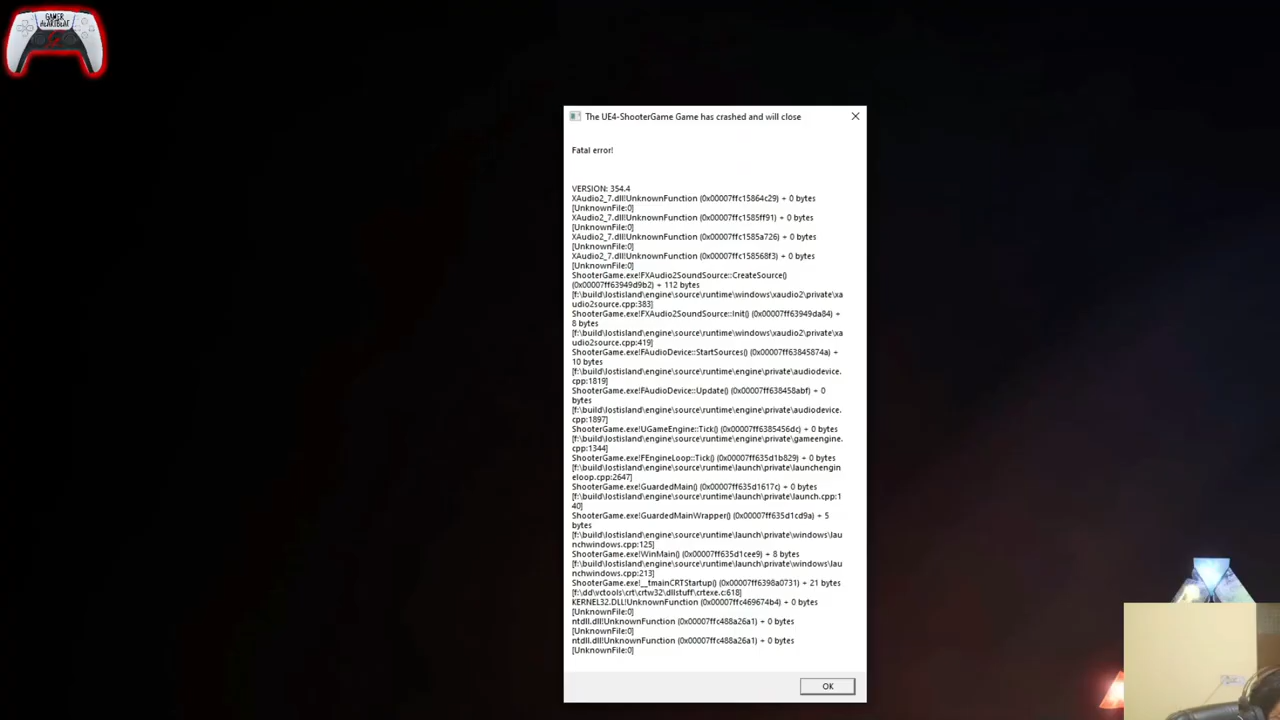 GAMER
HEARTBEAT
The UE4-ShooterGame Game has crashed and will close
Fatal error!
VERSION: 354.4
XAudio2_7.dll!UnknownFunction (0x00007ffc15864c29) + 0 bytes
[UnknownFile:0]
XAudio2_7.dll!UnknownFunction (0x00007ffc1585ff91) + 0 bytes
[UnknownFile:0]
XAudio2_7.dll!UnknownFunction (0x00007ffc1585a726) + 0 bytes
[UnknownFile:0]
XAudio2_7.dll!UnknownFunction (0x00007ffc158568f3) + 0 bytes
[UnknownFile:0]
ShooterGame.exe!FXAudio2SoundSource::CreateSource()
(0x00007ff63949d9b2) + 112 bytes
[f:\build\lostisland\engine\source\runtime\windows\xaudio2\private\xa
udio2source.cpp:383]
ShooterGame.exe!FXAudio2SoundSource::Init() (0x00007ff63949da84) +
8 bytes
[f:\build\lostisland\engine\source\runtime\windows\xaudio2\private\xa
udio2source.cpp:419]
ShooterGame.exe!FAudioDevice::StartSources() (0x00007ff63845874a) +
10 bytes
[f:\build\lostisland\engine\source\runtime\engine\private\audiodevice.
cpp:1819]
ShooterGame.exe!FAudioDevice::Update() (0x00007ff638458abf) + 0
bytes
[f:\build\lostisland\engine\source\runtime\engine\private\audiodevice.
cpp:1897]
ShooterGame.exe!UGameEngine::Tick() (0x00007ff6385456dc) + 0 bytes
[f:\build\lostisland\engine\source\runtime\engine\private\gameengine.
cpp:1344]
ShooterGame.exe!FEngineLoop::Tick() (0x00007ff635d1b829) + 0 bytes
[f:\build\lostisland\engine\source\runtime\launch\private\launchengin
eloop.cpp:2647]
ShooterGame.exe!GuardedMain() (0x00007ff635d1617c) + 0 bytes
[f:\build\lostisland\engine\source\runtime\launch\private\launch.cpp:1
40]
ShooterGame.exe!GuardedMainWrapper() (0x00007ff635d1cd9a) + 5
bytes
[f:\build\lostisland\engine\source\runtime\launch\private\windows\lau
nchwindows.cpp:125]
ShooterGame.exe!WinMain() (0x00007ff635d1cee9) + 8 bytes
[f:\build\lostisland\engine\source\runtime\launch\private\windows\lau
nchwindows.cpp:213]
ShooterGame.exe!__tmainCRTStartup() (0x00007ff6398a0731) + 21 bytes
[f:\dd\vctools\crt\crtw32\dllstuff\crtexe.c:618]
KERNEL32.DLL!UnknownFunction (0x00007ffc469674b4) + 0 bytes
[UnknownFile:0]
ntdll.dll!UnknownFunction (0x00007ffc488a26a1) + 0 bytes
[UnknownFile:0]
ntdll.dll!UnknownFunction (0x00007ffc488a26a1) + 0 bytes
[UnknownFile:0]
OK